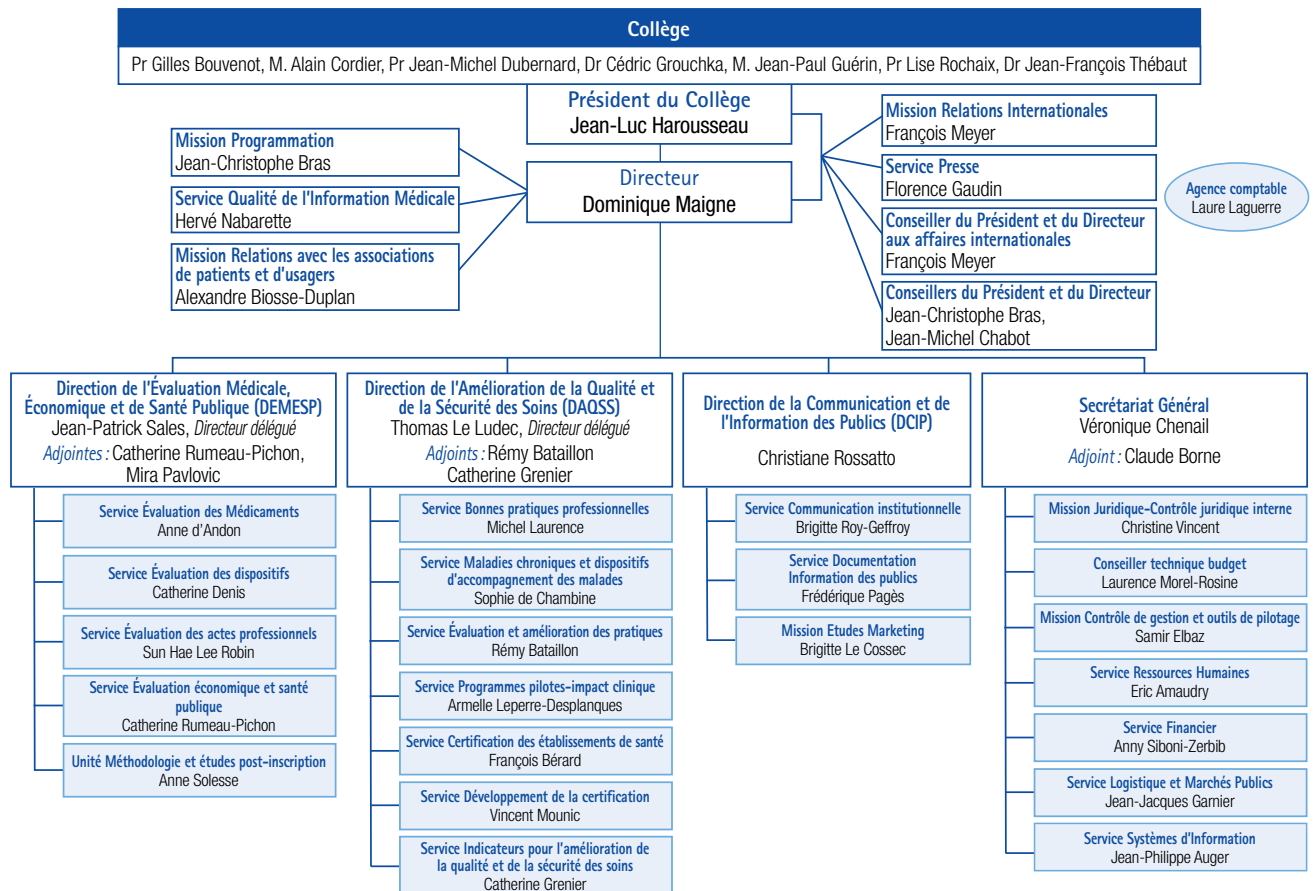 Collège
Pr Gilles Bouvenot, M. Alain Cordier, Pr Jean-Michel Dubernard, Dr Cédric Grouchka, M. Jean-Paul Guérin, Pr Lise Rochaix, Dr Jean-François Thébaut
Président du Collège
Jean-Luc Harousseau
Directeur
Dominique Maigne
Mission Programmation
Jean-Christophe Bras
Service Qualité de l'Information Médicale
Hervé Nabarette
Mission Relations avec les associations
de patients et d'usagers
Alexandre Biosse-Duplan
Mission Relations Internationales
François Meyer
Service Presse
Florence Gaudin
Conseiller du Président et du Directeur
aux affaires internationales
François Meyer
Conseillers du Président et du Directeur
Jean-Christophe Bras,
Jean-Michel Chabot
Agence comptable
Laure Laguerre
Direction de l'Évaluation Médicale,
Économique et de Santé Publique (DEMESP)
Jean-Patrick Sales, Directeur délégué
Adjointes : Catherine Rumeau-Pichon,
Mira Pavlovic
Service Évaluation des Médicaments
Anne d'Andon
Service Évaluation des dispositifs
Catherine Denis
Service Évaluation des actes professionnels
Sun Hae Lee Robin
Service Évaluation économique et santé
publique
Catherine Rumeau-Pichon
Unité Méthodologie et études post-inscription
Anne Solesse
Direction de l'Amélioration de la Qualité et
de la Sécurité des Soins (DAQSS)
Thomas Le Ludec, Directeur délégué
Adjoints : Rémy Bataillon
Catherine Grenier
Service Bonnes pratiques professionnelles
Michel Laurence
Service Maladies chroniques et dispositifs
d'accompagnement des malades
Sophie de Chambine
Service Évaluation et amélioration des pratiques
Rémy Bataillon
Service Programmes pilotes-impact clinique
Armelle Leperre-Desplanques
Service Certification des établissements de santé
François Bérard
Service Développement de la certification
Vincent Mounic
Service Indicateurs pour l'amélioration de
la qualité et de la sécurité des soins
Catherine Grenier
Direction de la Communication et de
l'Information des Publics (DCIP)
Christiane Rossatto
Service Communication institutionnelle
Brigitte Roy-Geffroy
Service Documentation
Information des publics
Frédérique Pagès
Mission Etudes Marketing
Brigitte Le Cossec
Secrétariat Général
Véronique Chenail
Adjoint : Claude Borne
Mission Juridique-Contrôle juridique interne
Christine Vincent
Conseiller technique budget
Laurence Morel-Rosine
Mission Contrôle de gestion et outils de pilotage
Samir Elbaz
Service Ressources Humaines
Eric Amaudry
Service Financier
Anny Siboni-Zerbib
Service Logistique et Marchés Publics
Jean-Jacques Garnier
Service Systèmes d'Information
Jean-Philippe Auger